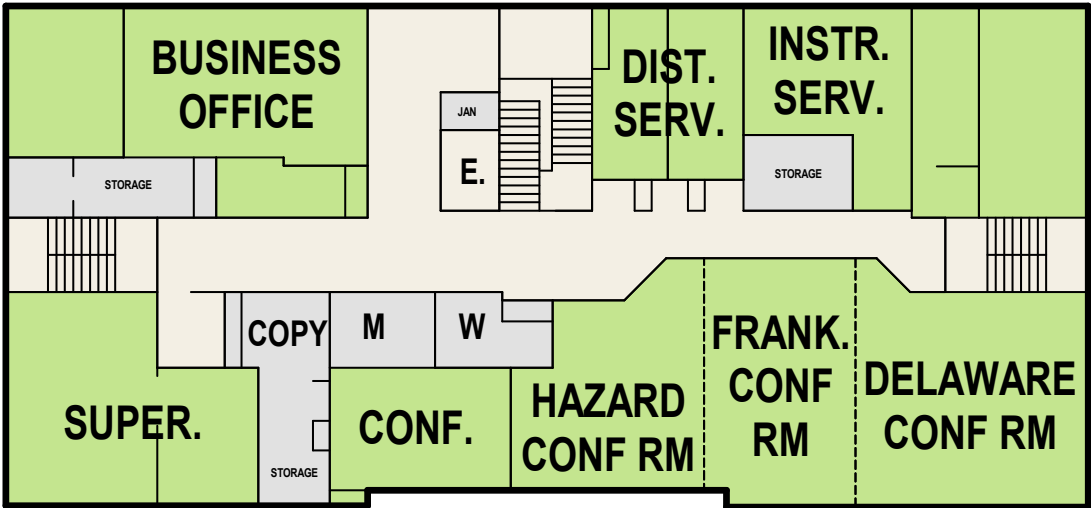 BUSINESS
OFFICE
DIST.
SERV.
INSTR.
SERV.
JAN
E.
STORAGE
STORAGE
COPY
M
W
SUPER.
STORAGE
CONF.
HAZARD
CONF RM
FRANK.
CONF
RM
DELAWARE
CONF RM